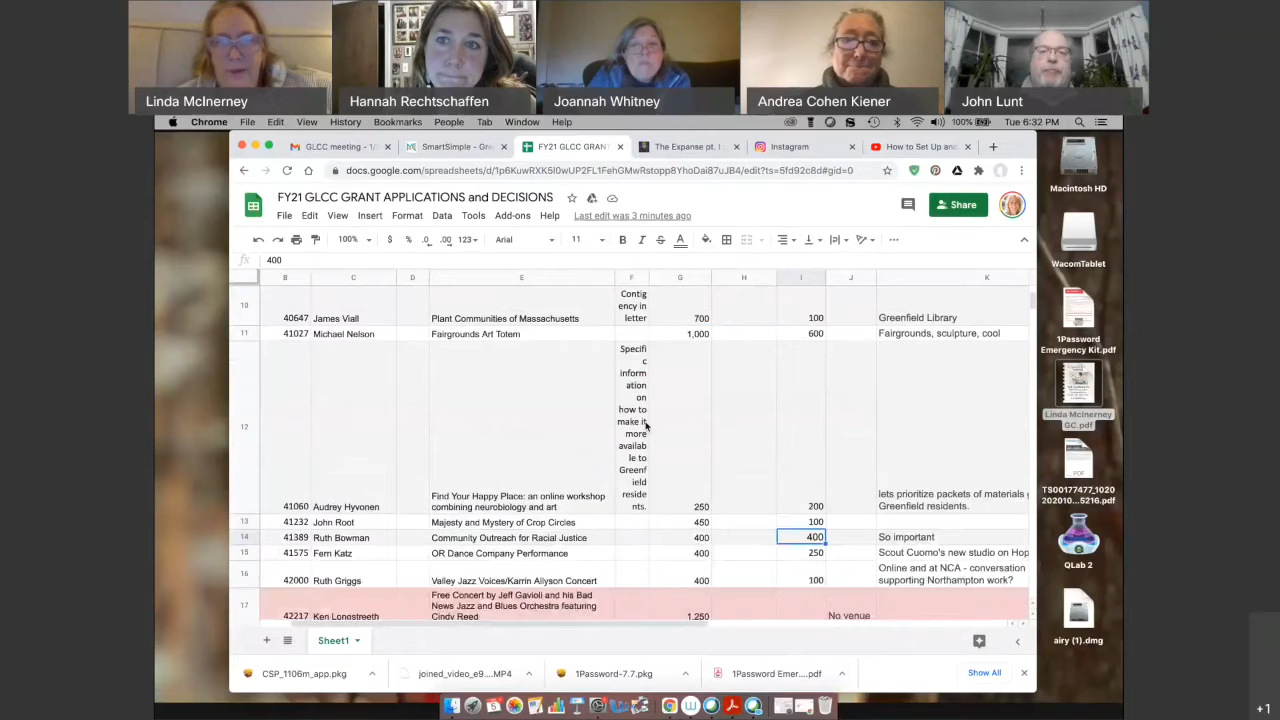 Linda McInerney
Hannah Rechtschaffen
Joannah Whitney
Andrea Cohen Kiener
John Lunt
Chrome File Edit View History Bookmarks People Tab Window Help
100% Tue 6:32 PM
GLCC meeting - 1/
SmartSimple - Gre
FY21 GLCC GRANT
The Expanse pt. I
Instagram
How to Set Up and
docs.google.com/spreadsheets/d/1p6KuwRXK5I0wUP2FL1FehGMwRstopp8YhoDai87uJB4/edit?ts=5fd92c8d#gid=0
FY21 GLCC GRANT APPLICATIONS and DECISIONS
File Edit View Insert Format Data Tools Add-ons Help Last edit was 3 minutes ago
Share
100% $ % .0 .00 123 Arial 11 B I S A
fx 400
B C D E F G H I J K
10 40647 James Viall Plant Communities of Massachusetts
Contig
ency in
letter
700 100 Greenfield Library
11 41027 Michael Nelson Fairgrounds Art Totem 1,000 600 Fairgrounds, sculpture, cool
12 41060 Audrey Hyvonen
Find Your Happy Place: an online workshop
combining neurobiology and art
Specifi
c
inform
ation
on
how to
make it
more
availab
le to
Greenf
ield
reside
nts.
250 200
lets prioritize packets of materials
Greenfield residents.
13 41232 John Root Majesty and Mystery of Crop Circles 450 100
14 41389 Ruth Bowman Community Outreach for Racial Justice 400 400 So important
15 41575 Fern Katz OR Dance Company Performance 400 250 Scout Cuomo's new studio on Hop
16 42000 Ruth Griggs Valley Jazz Voices/Karrin Allyson Concert 400 100
Online and at NCA - conversation
supporting Northampton work?
17 42217 Ken Longstreeth
Free Concert by Jeff Gavioli and his Bad
News Jazz and Blues Orchestra featuring
Cindy Reed
1,250 No venue
Sheet1
CSP_1106m_app.pkg
joined_video_e9....MP4
1Password-7.7.pkg
1Password Emer....pdf
Show All
Macintosh HD
WacomTablet
1Password
Emergency Kit.pdf
Linda McInerney
GC.pdf
PDF
TS00177477_1020
202010...5216.pdf
QLab 2
airy (1).dmg
+1